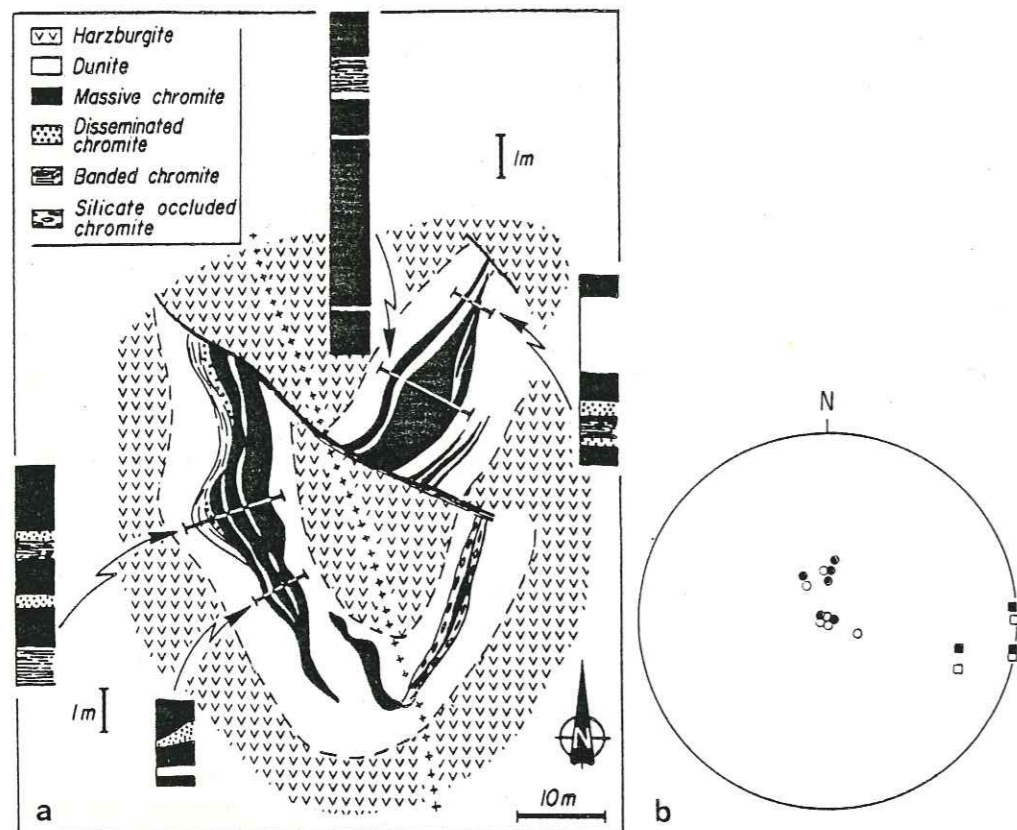 Harzburgite
Dunite
Massive chromite
Disseminated
chromite
Banded chromite
Silicate occluded
chromite
1m
1m
N
10m
a
N
b